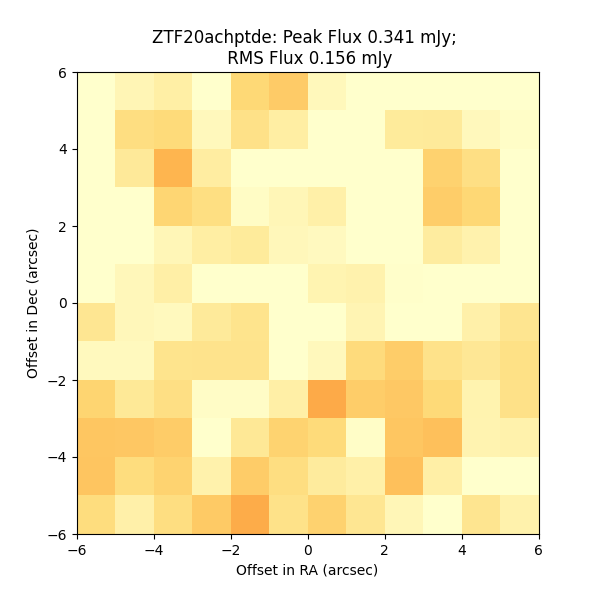 ZTF20achptde: Peak Flux 0.341 mJy;
RMS Flux 0.156 mJy
6
4
2
0
−2
−4
−6
Offset in Dec (arcsec)
−6 −4 −2 0 2 4 6
Offset in RA (arcsec)